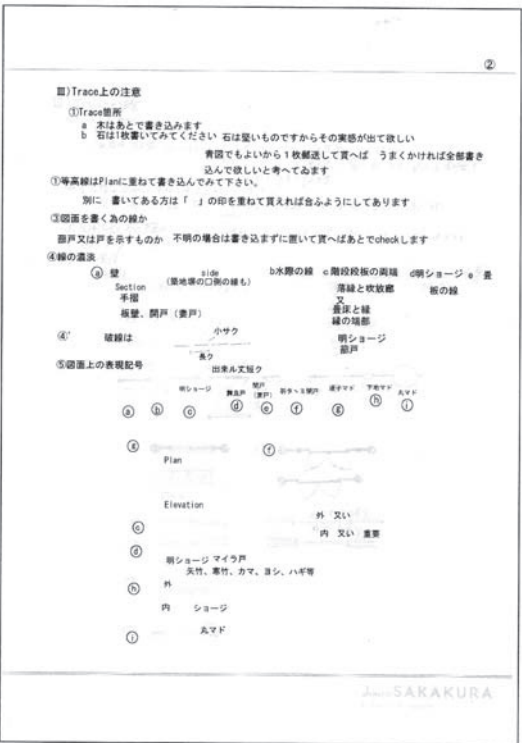 ②
Ⅲ)Trace上の注意
①Trace箇所
a 木はあとで書き込みます
b 石は1枚書いてみてください 石は堅いものですからその実感が出て欲しい
青図でもよいから1枚郵送して貰へば うまくかければ全部書き
込んで欲しいと考へてゐます
①等高線はPlanに重ねて書き込んでみて下さい。
別に 書いてある方は「 」の印を重ねて貰えれば合ふようにしてあります
③図面を書く為の線か
蔀戸又は戸を示すものか 不明の場合は書き込まずに置いて貰へばあとでcheckします
④線の濃淡
ⓐ 壁 side b水際の線 c階段段板の両端 d明ショージ e 畳
(築地塀の口側の線も)
Section 落縁と吹放廊 板の線
手摺 又
板壁、開戸(妻戸) 畳床と縁
縁の端部
小サク
④' 破線は 明ショージ
長ク 蔀戸
出来ル丈短ク
⑤図面上の表現記号
明ショージ 舞良戸 開戸(妻戸) 折タヽミ開戸 連子マド 下地マド 丸マド
ⓐ ⓑ ⓒ ⓓ ⓔ ⓕ ⓖ ⓗ ⓘ
ⓖ ⓕ
Plan
Elevation
外 又い
ⓒ 内 又い 重要
ⓓ
明ショージ マイラ戸
矢竹、寒竹、カマ、ヨシ、ハギ等
ⓗ 外
内 ショージ
ⓘ 丸マド
SAKAKURA